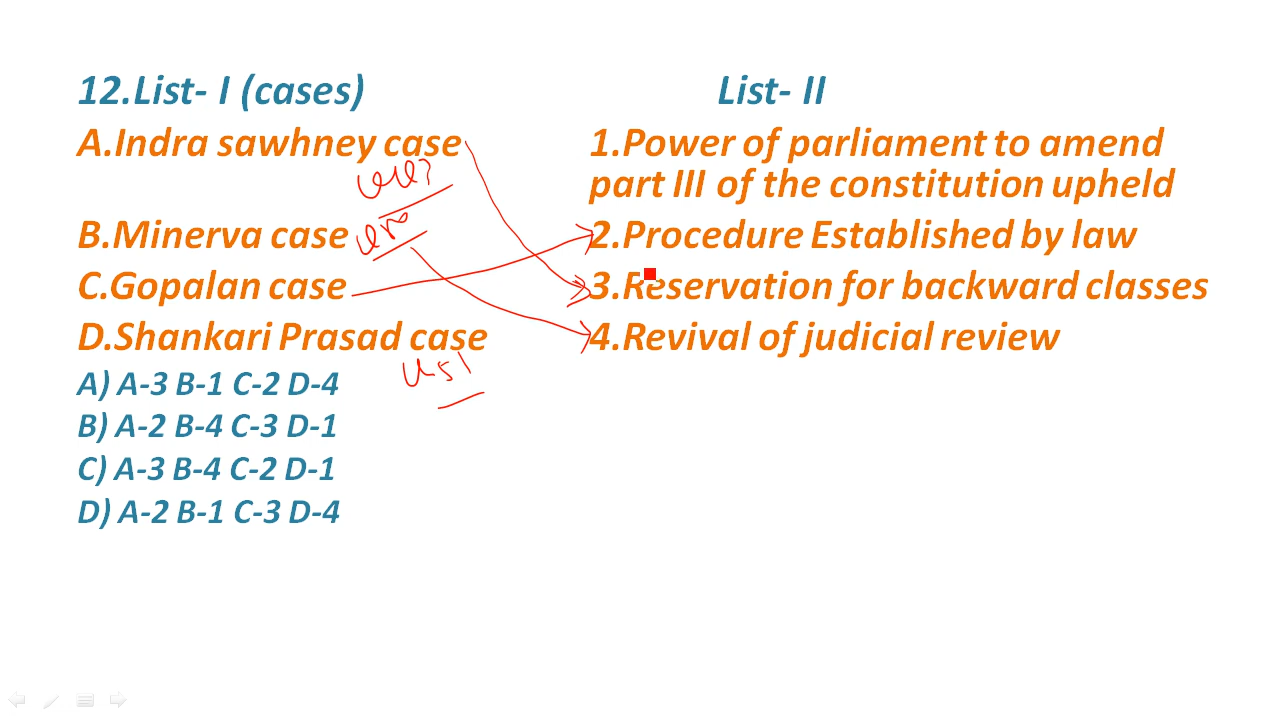 12.List- I (cases) List- II
A.Indra sawhney case 1.Power of parliament to amend
part III of the constitution upheld
B.Minerva case 2.Procedure Established by law
C.Gopalan case 3.Reservation for backward classes
D.Shankari Prasad case 4.Revival of judicial review
A) A-3 B-1 C-2 D-4
B) A-2 B-4 C-3 D-1
C) A-3 B-4 C-2 D-1
D) A-2 B-1 C-3 D-4